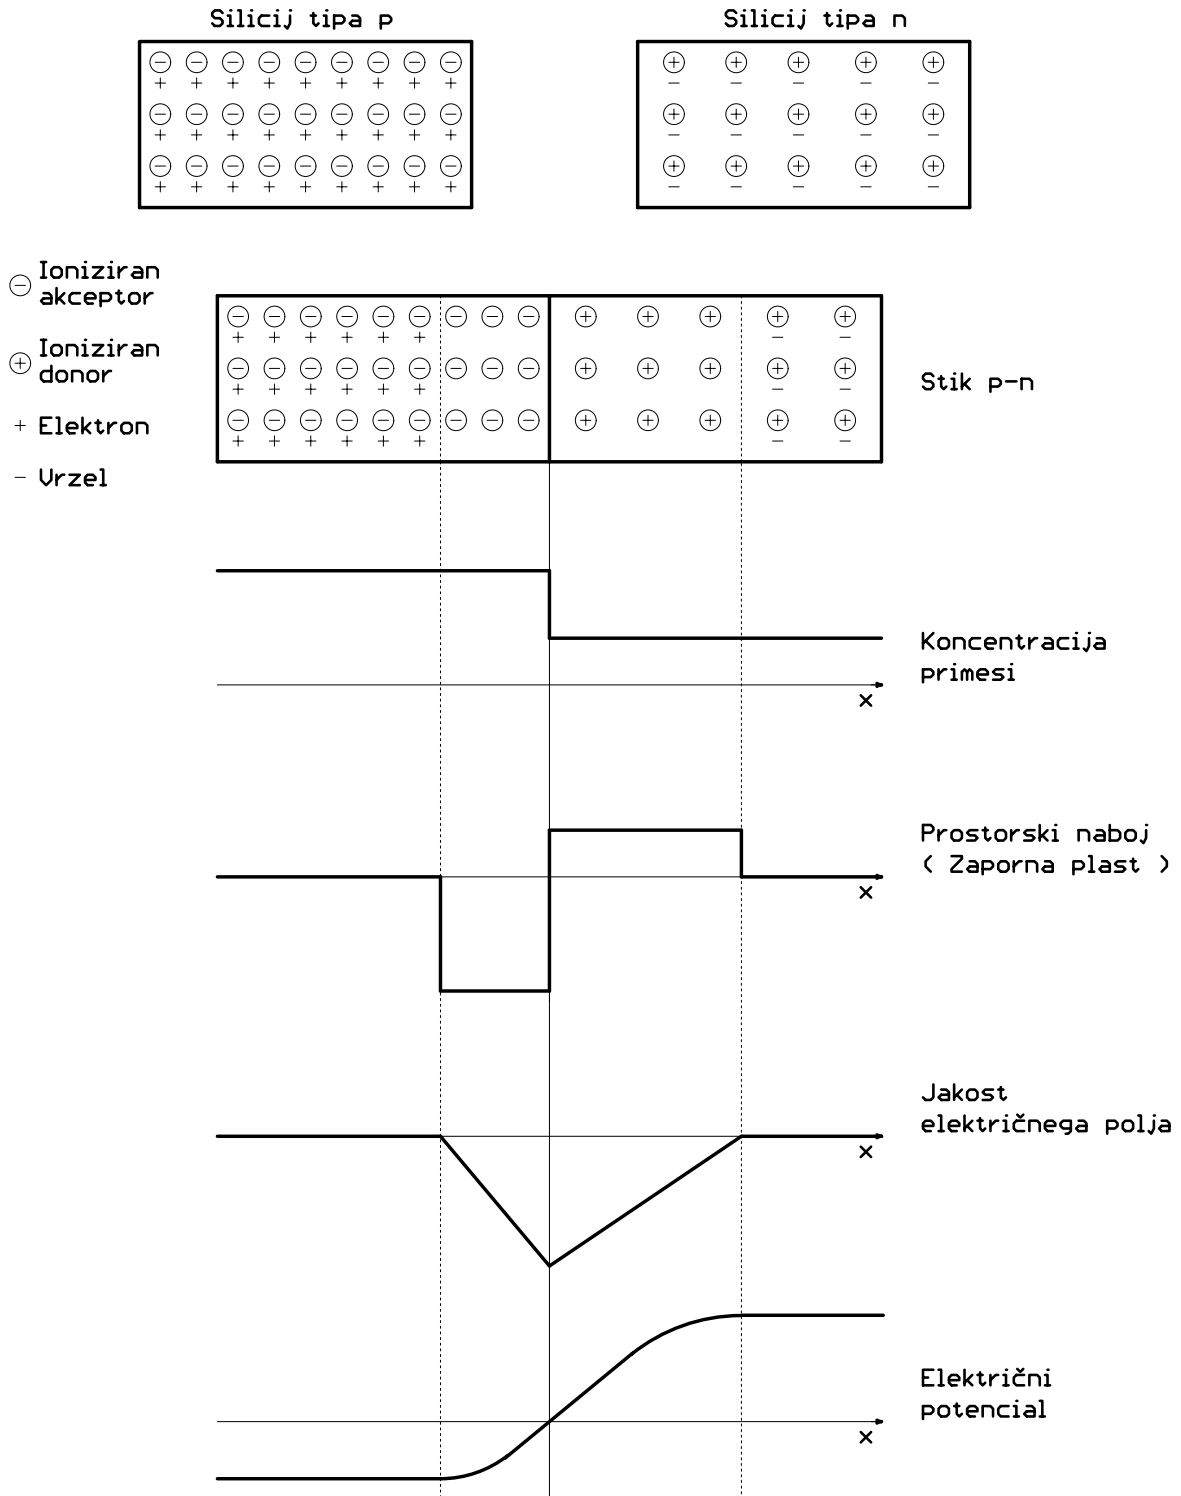 Silicij tipa p
Silicij tipa n
Ioniziran
akceptor
Ioniziran
donor
Elektron
Vrzel
Stik p-n
Koncentracija
primesi
x
Prostorski naboj
( Zaporna plast )
x
Jakost
električnega polja
x
Električni
potencial
x